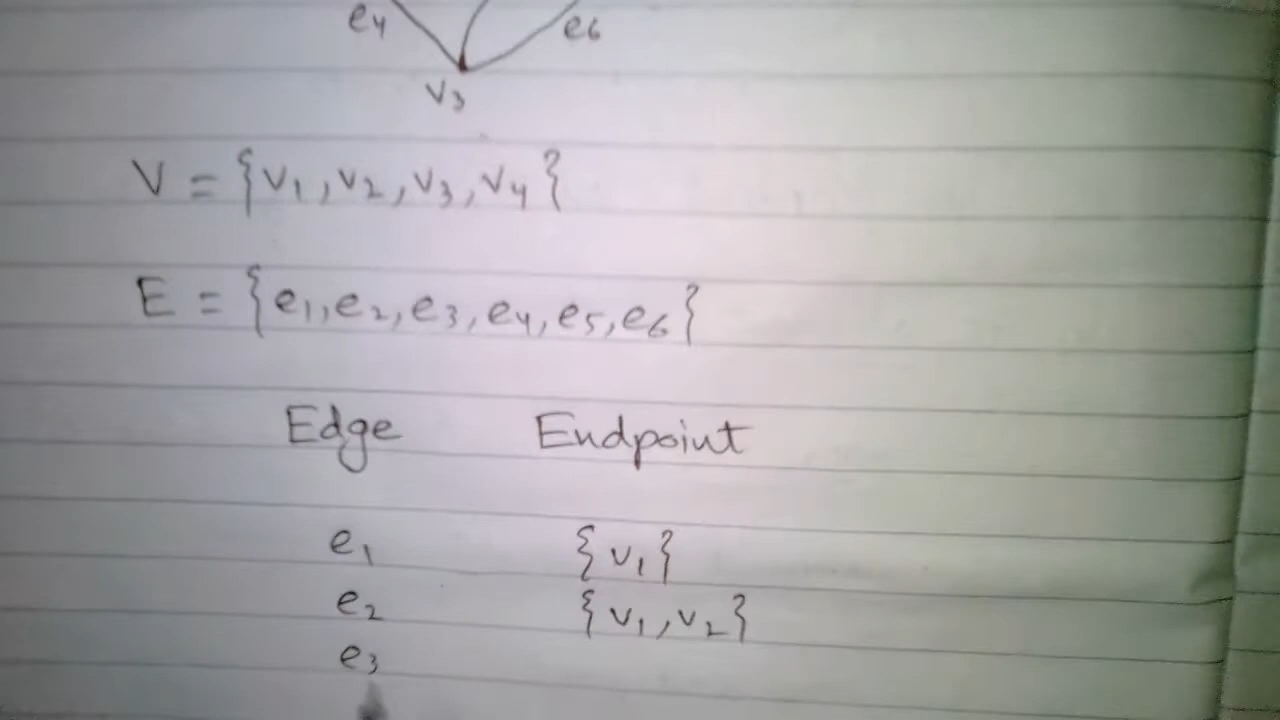 e4 e6
v3
V = {v1, v2, v3, v4}
E = {e1, e2, e3, e4, e5, e6}
Edge Endpoint
e1 {v1}
e2 {v1, v2}
e3